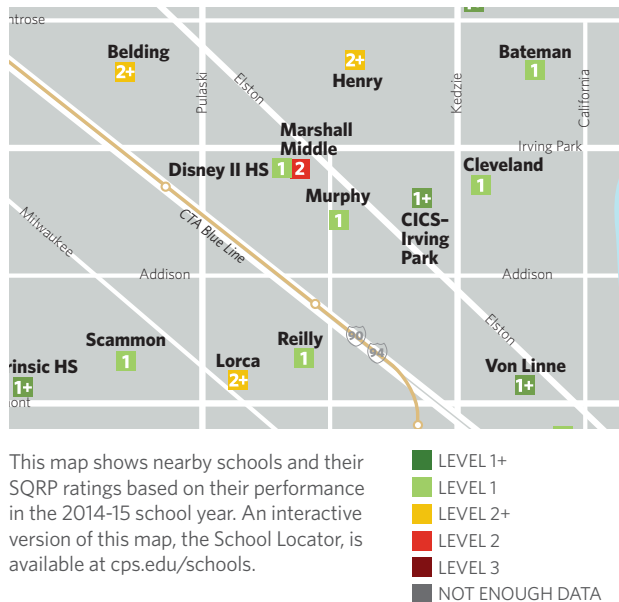 ntrose
Belding
2+
Elston
2+
Henry
Bateman
1
Pulaski
Kedzie
California
Marshall
Middle
Irving Park
Disney II HS
1
2
Cleveland
1
Murphy
1
1+
CICS–
Irving
Park
Milwaukee
CTA Blue Line
Addison
Addison
Elston
90
94
Scammon
1
Reilly
1
rinsic HS
1+
Lorca
2+
Von Linne
1+
ont
This map shows nearby schools and their
SQRP ratings based on their performance
in the 2014-15 school year. An interactive
version of this map, the School Locator, is
available at cps.edu/schools.
LEVEL 1+
LEVEL 1
LEVEL 2+
LEVEL 2
LEVEL 3
NOT ENOUGH DATA